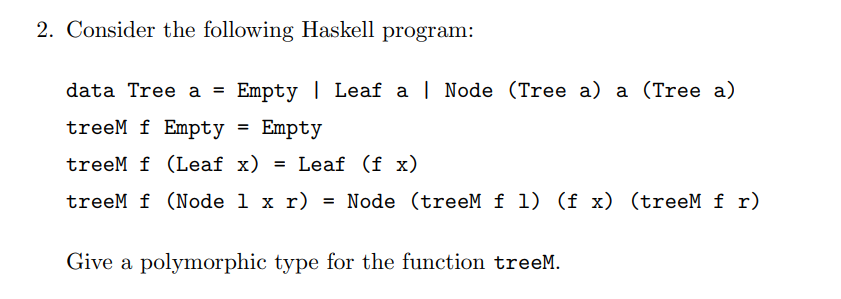 2. Consider the following Haskell program:
data Tree a = Empty | Leaf a | Node (Tree a) a (Tree a)
treeM f Empty = Empty
treeM f (Leaf x) = Leaf (f x)
treeM f (Node l x r) = Node (treeM f l) (f x) (treeM f r)
Give a polymorphic type for the function treeM.